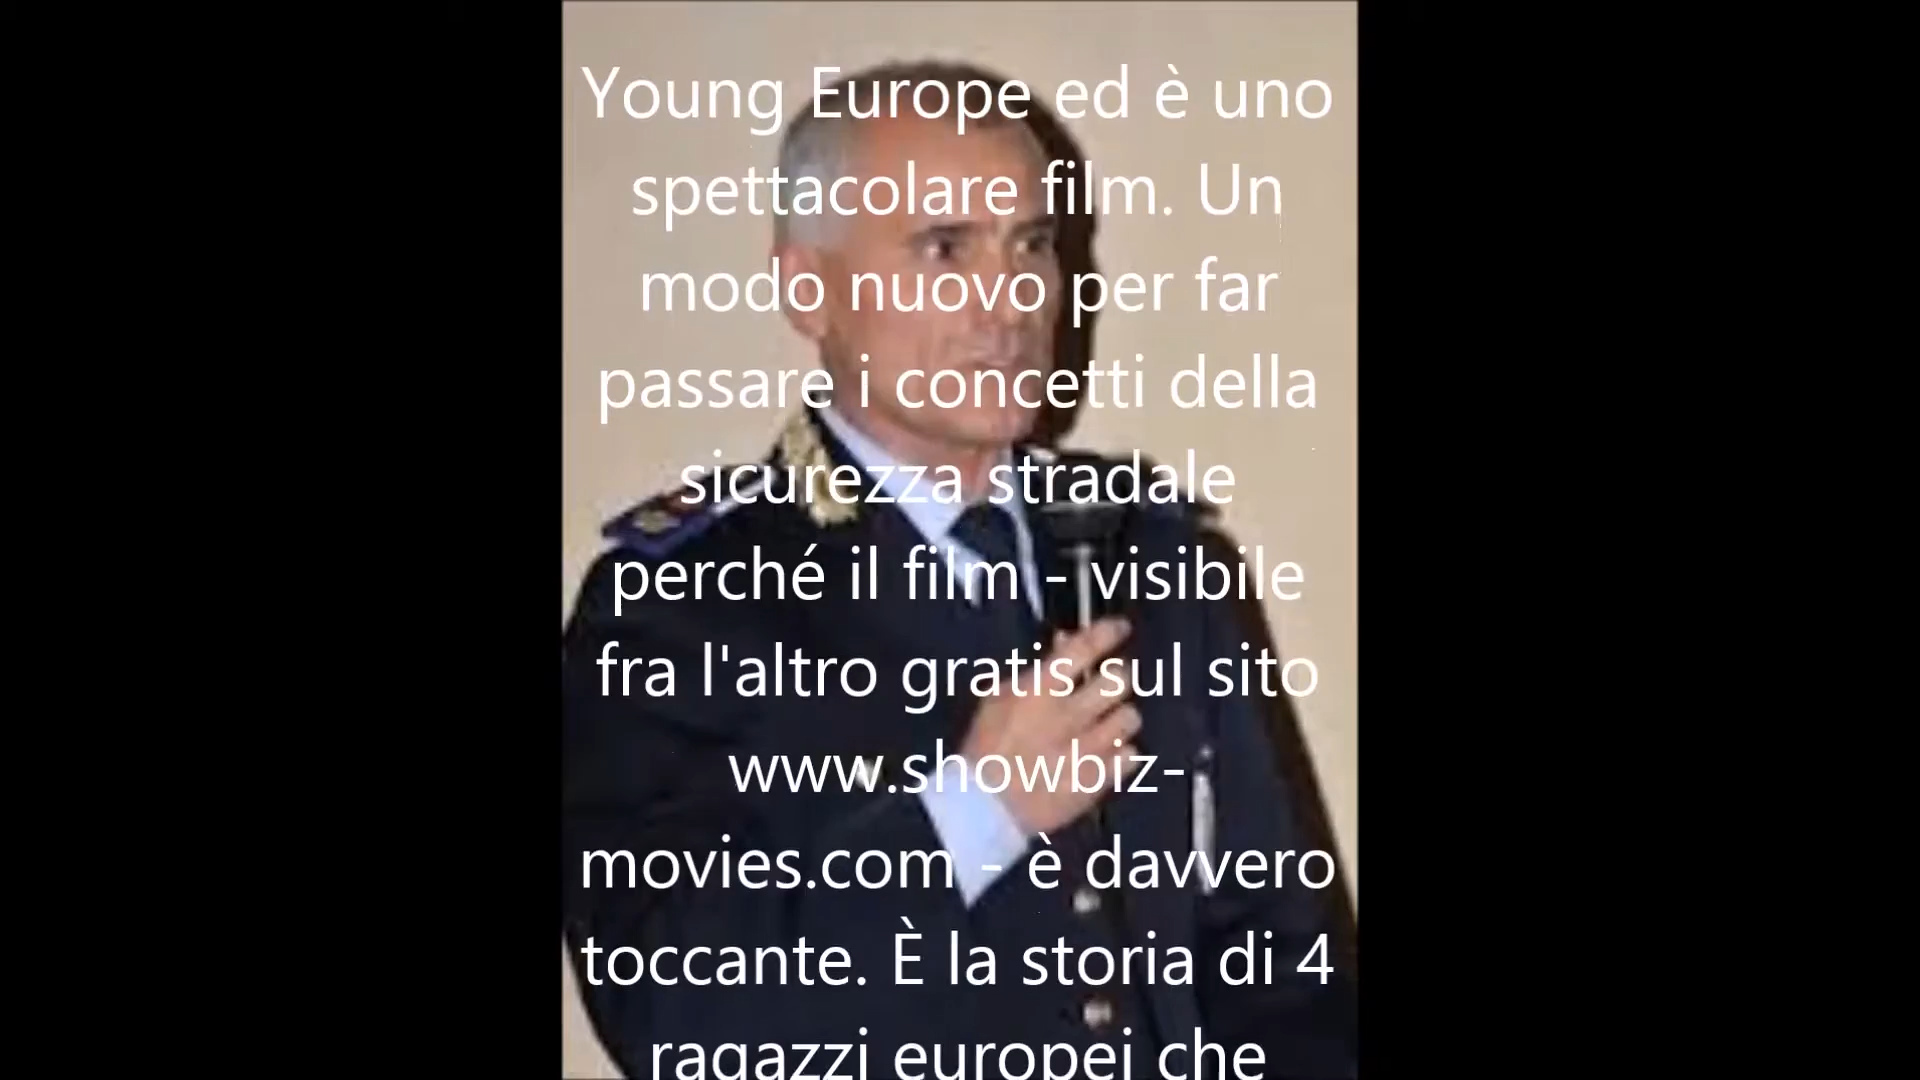 Young Europe ed è uno
spettacolare film. Un
modo nuovo per far
passare i concetti della
sicurezza stradale
perché il film - visibile
fra l'altro gratis sul sito
www.showbiz-
movies.com - è davvero
toccante. È la storia di 4
ragazzi europei che